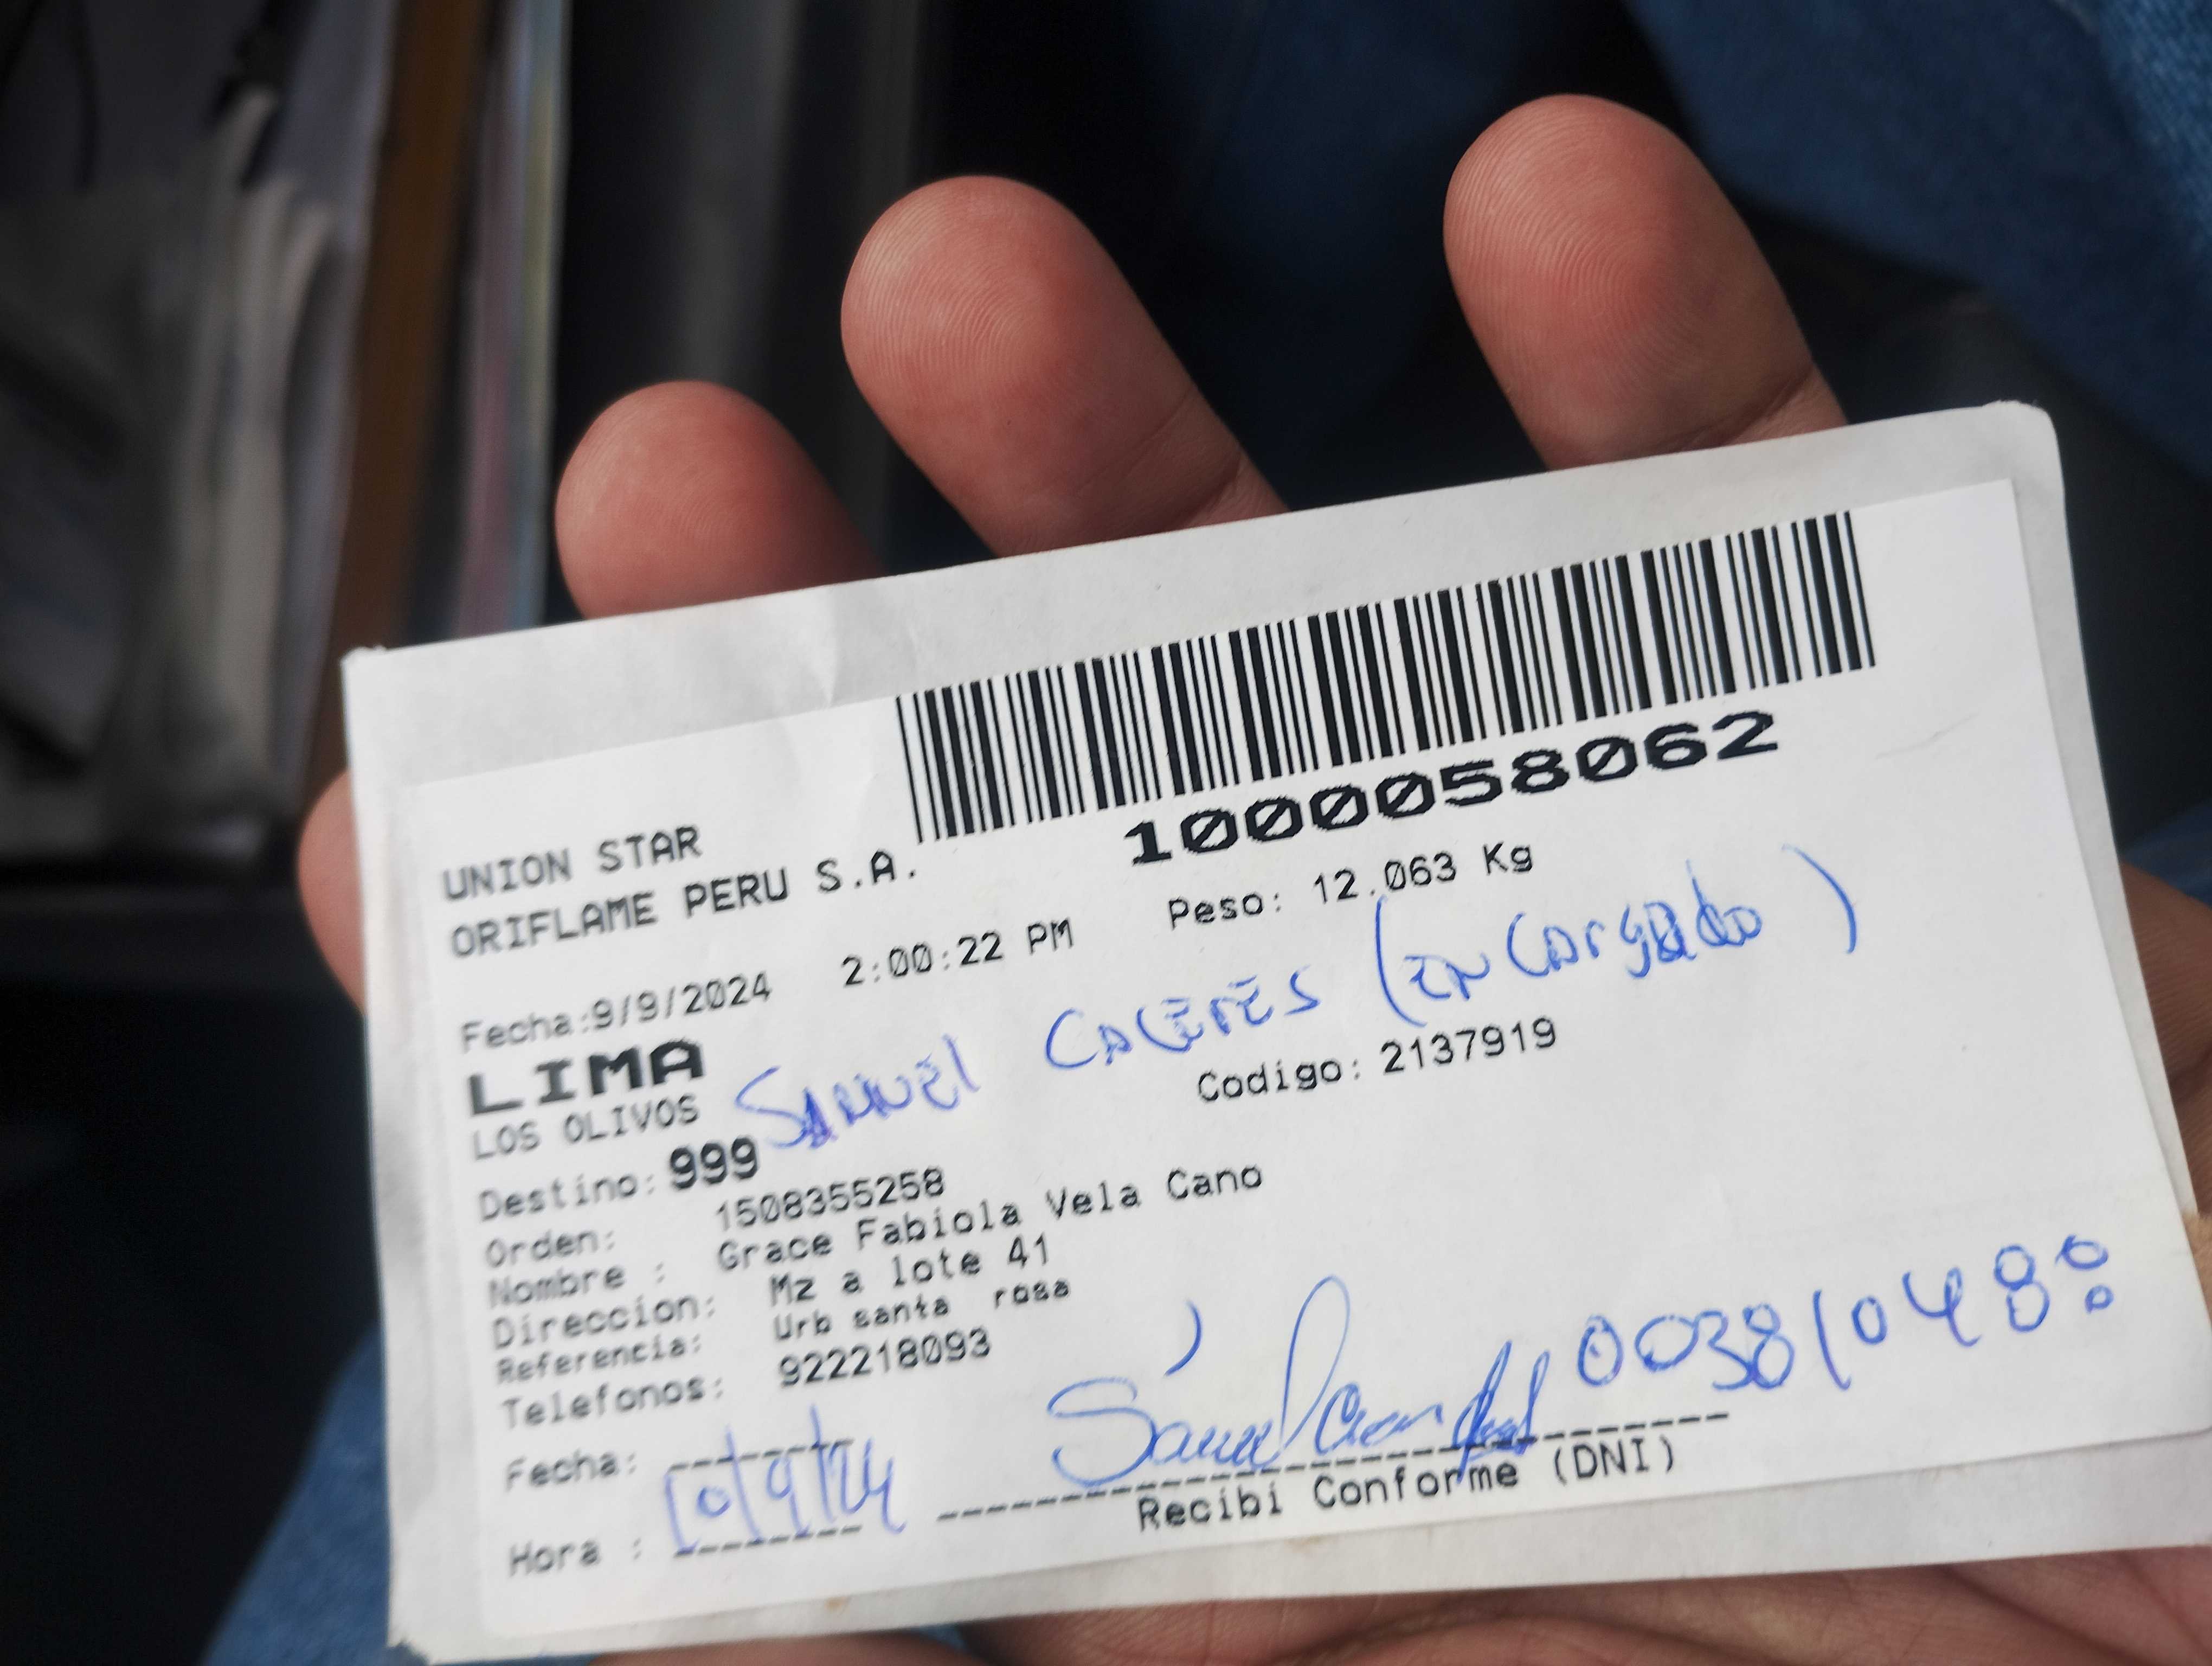 1000058062
UNION STAR
ORIFLAME PERU S.A.
Peso: 12.063 Kg
Fecha:9/9/2024 2:00:22 PM
LIMA
SAMUEL CACERES (ENCARGADO)
LOS OLIVOS
Codigo: 2137919
Destino: 999
Orden: 1508355258
Nombre : Grace Fabiola Vela Cano
Direccion: Mz a lote 41
Referencia: Urb santa rosa
Telefonos: 922218093
Fecha:
10/9/24
Hora :
Recibi Conforme (DNI)